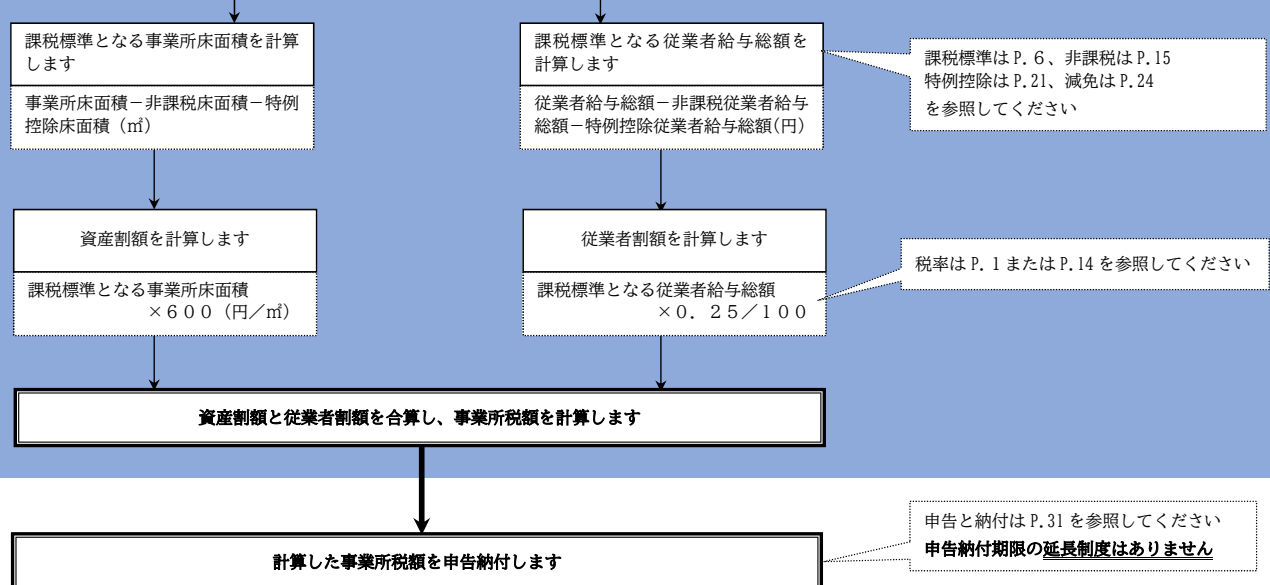 課税標準となる事業所床面積を計算
します
事業所床面積－非課税床面積－特例
控除床面積（㎡）
課税標準となる従業者給与総額を
計算します
従業者給与総額－非課税従業者給与
総額－特例控除従業者給与総額(円)
課税標準は P. 6、非課税は P.15
特例控除は P.21、減免は P.24
を参照してください
資産割額を計算します
課税標準となる事業所床面積
×６００（円／㎡）
従業者割額を計算します
課税標準となる従業者給与総額
×０．２５／１００
税率は P. 1 または P.14 を参照してください
資産割額と従業者割額を合算し、事業所税額を計算します
計算した事業所税額を申告納付します
申告と納付は P.31 を参照してください
申告納付期限の延長制度はありません